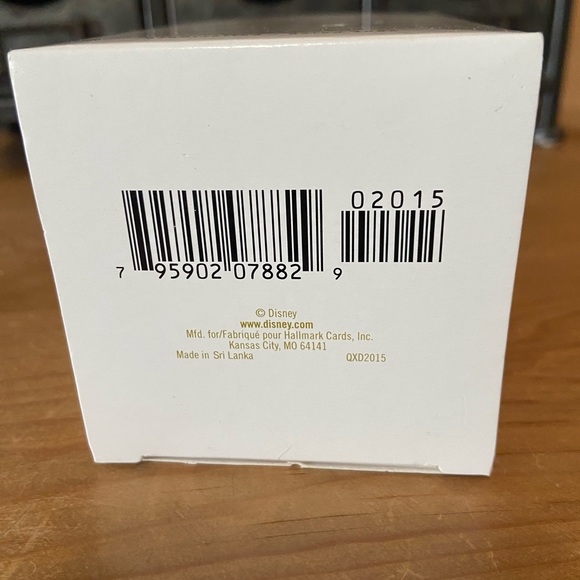 02015
7 95902 07882 9
© Disney
www.disney.com
Mfd. for/Fabriqué pour Hallmark Cards, Inc.
Kansas City, MO 64141
Made in Sri Lanka QXD2015